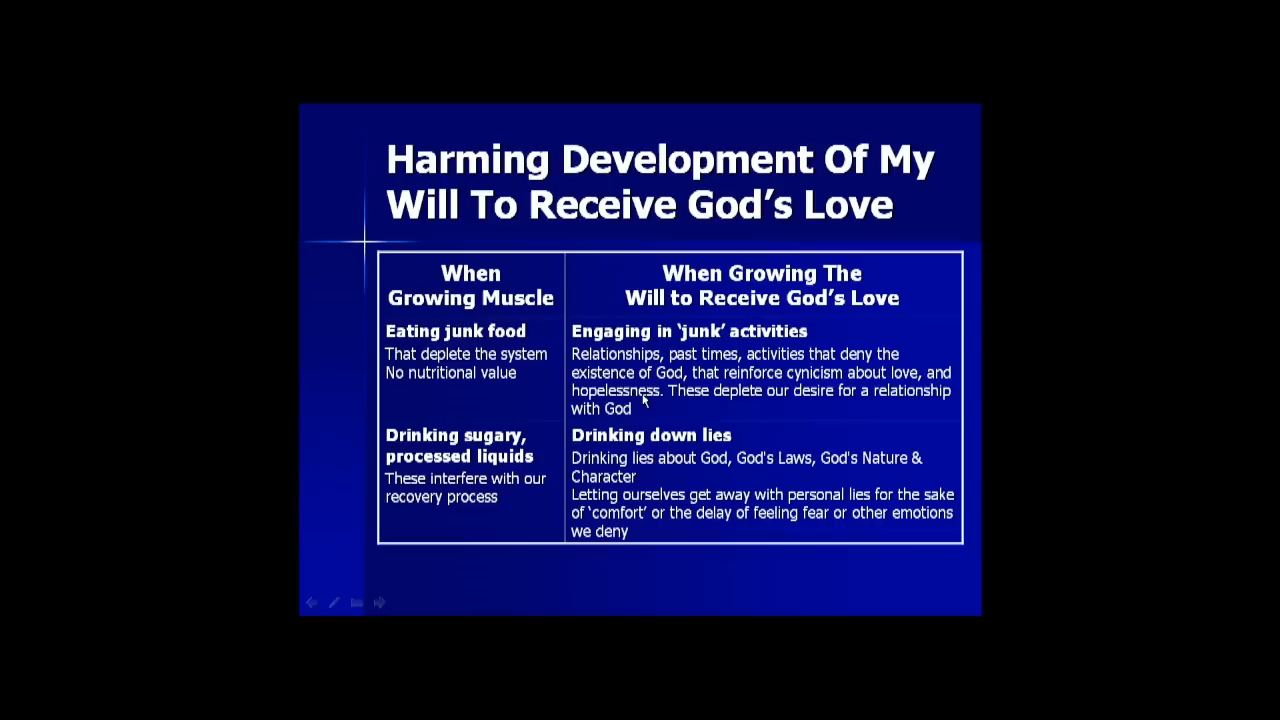 Harming Development Of My
Will To Receive God's Love
When
Growing Muscle
When Growing The
Will to Receive God's Love
Eating junk food
That deplete the system
No nutritional value
Engaging in ‘junk’ activities
Relationships, past times, activities that deny the
existence of God, that reinforce cynicism about love, and
hopelessness. These deplete our desire for a relationship
with God
Drinking sugary,
processed liquids
These interfere with our
recovery process
Drinking down lies
Drinking lies about God, God's Laws, God's Nature &
Character
Letting ourselves get away with personal lies for the sake
of ‘comfort’ or the delay of feeling fear or other emotions
we deny